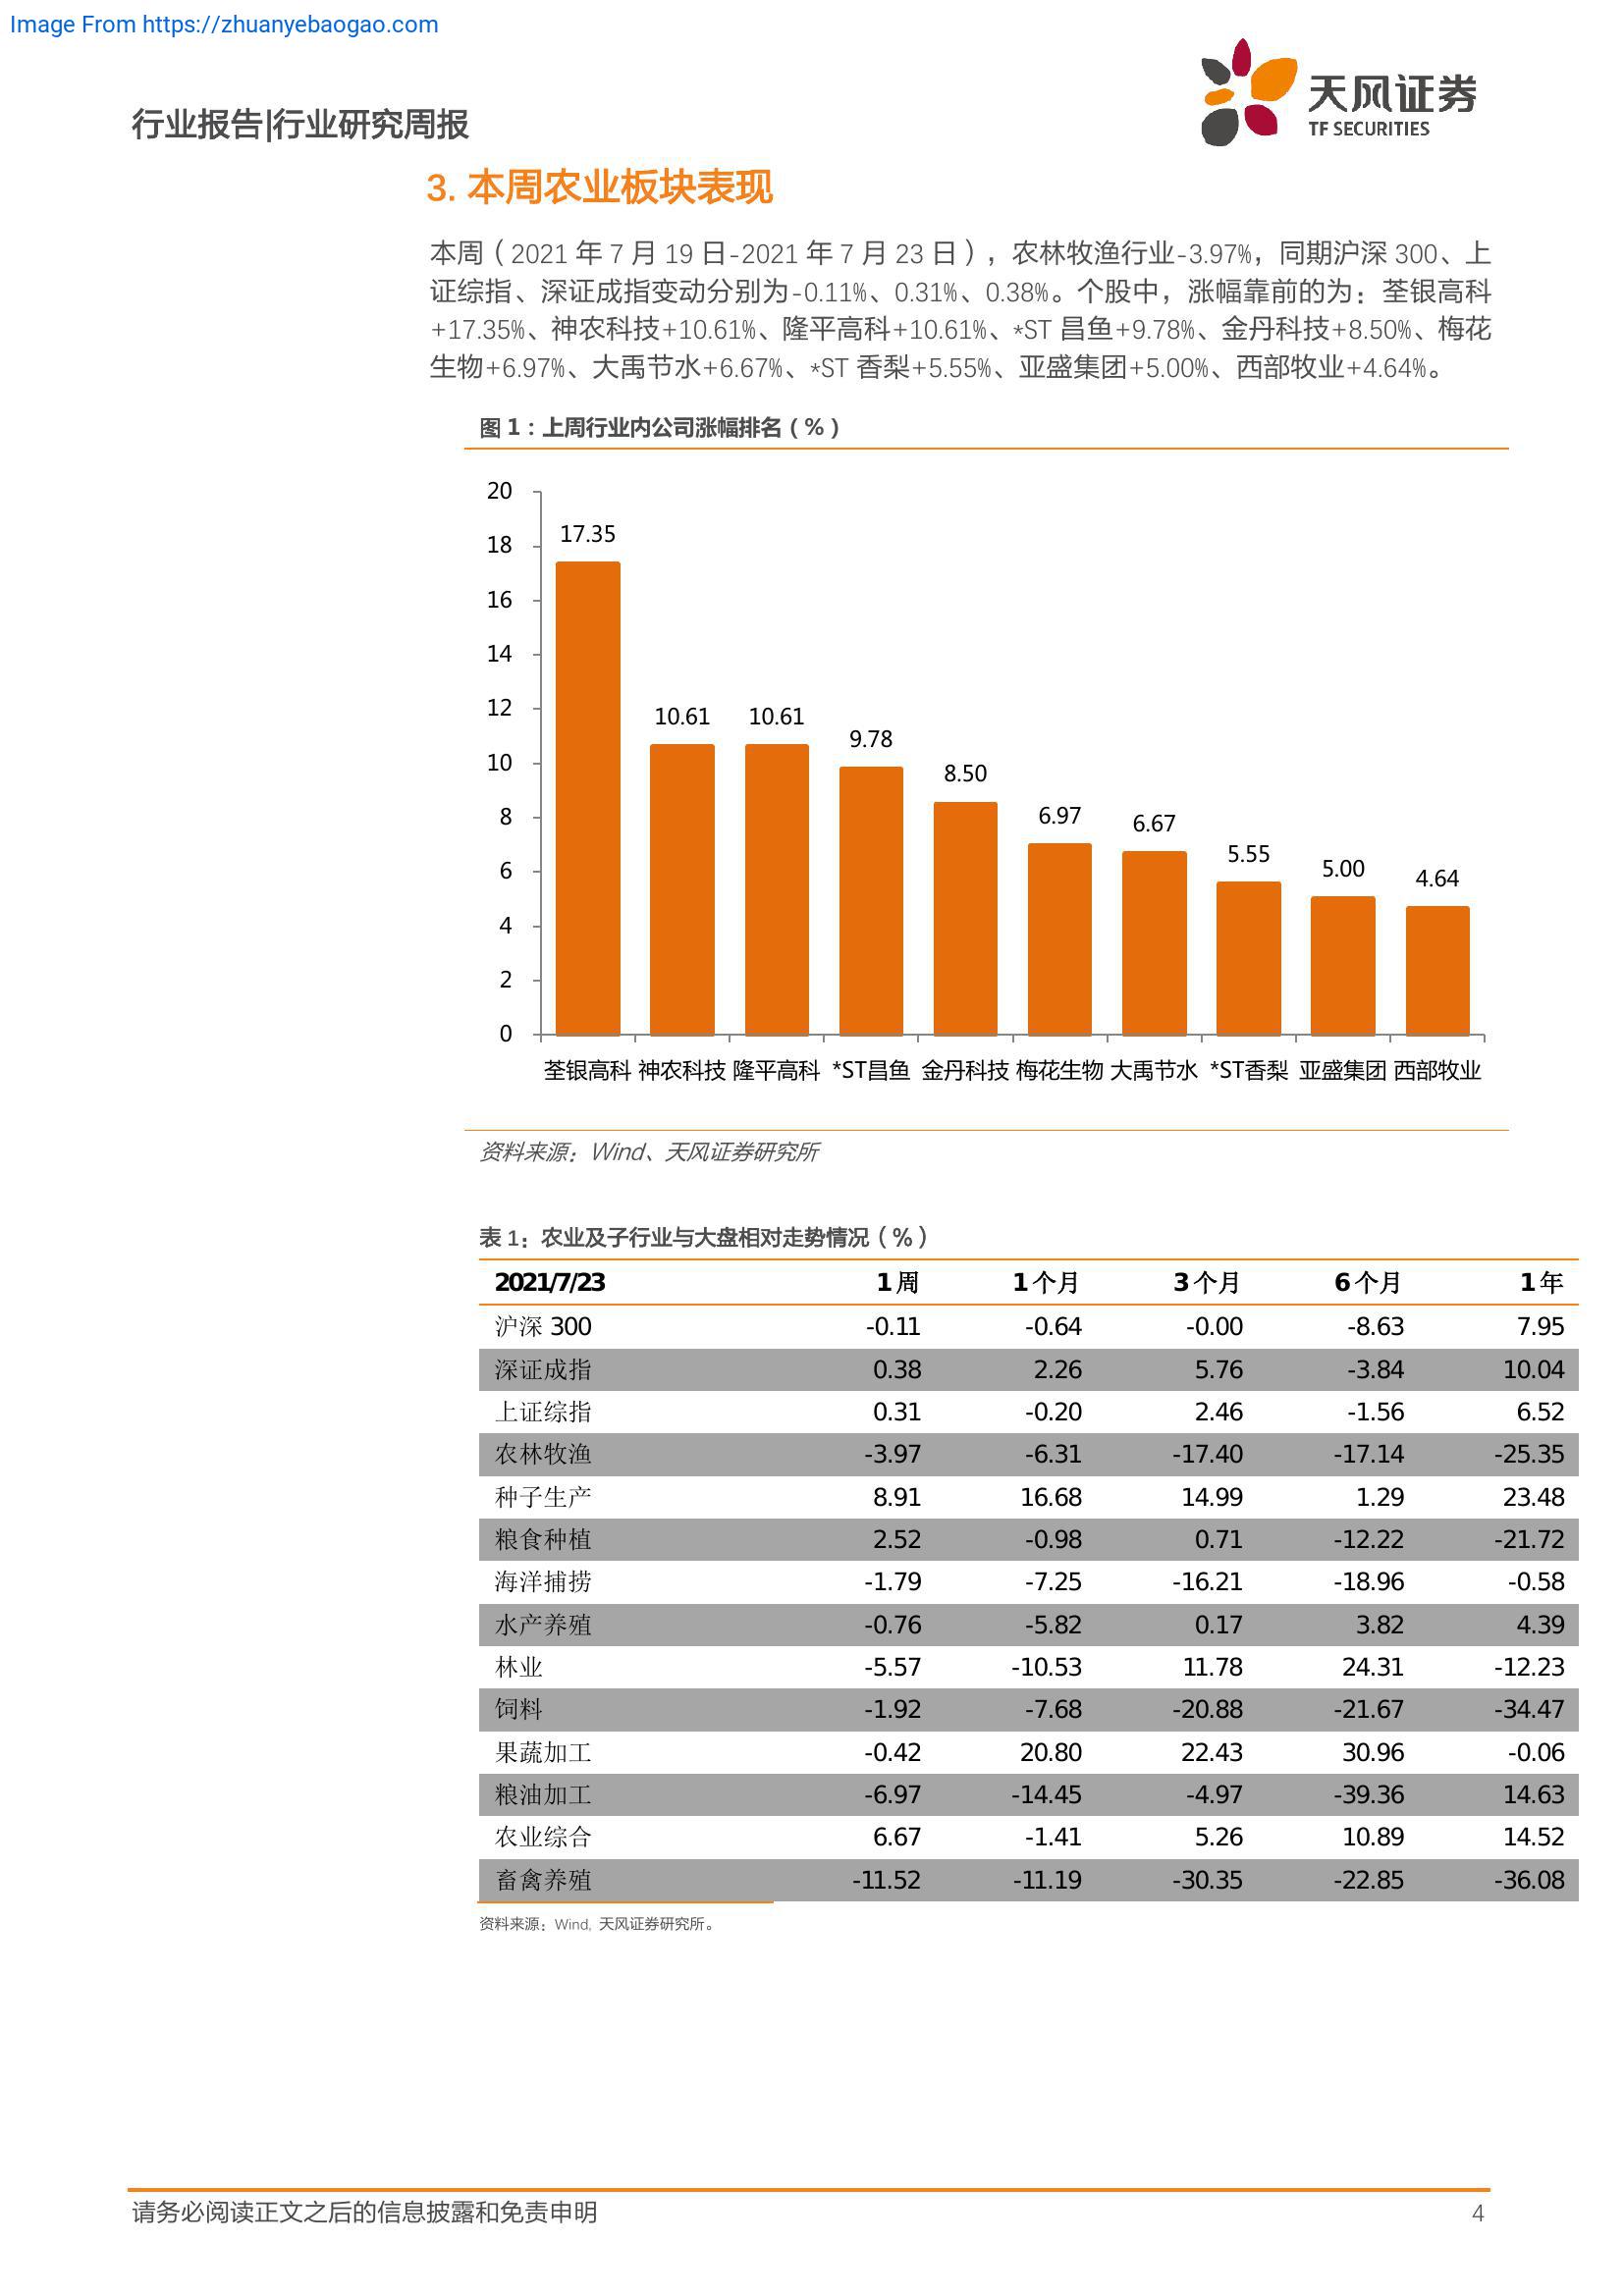 Image From https://zhuanyebaogao.com
天风证券
TF SECURITIES
行业报告|行业研究周报
3. 本周农业板块表现
本周（2021 年 7 月 19 日-2021 年 7 月 23 日），农林牧渔行业-3.97%，同期沪深 300、上
证综指、深证成指变动分别为-0.11%、0.31%、0.38%。个股中，涨幅靠前的为：荃银高科
+17.35%、神农科技+10.61%、隆平高科+10.61%、*ST 昌鱼+9.78%、金丹科技+8.50%、梅花
生物+6.97%、大禹节水+6.67%、*ST 香梨+5.55%、亚盛集团+5.00%、西部牧业+4.64%。
图 1：上周行业内公司涨幅排名（%）
20
18
16
14
12
10
8
6
4
2
0
17.35
10.61
10.61
9.78
8.50
6.97
6.67
5.55
5.00
4.64
荃银高科 神农科技 隆平高科 *ST昌鱼 金丹科技 梅花生物 大禹节水 *ST香梨 亚盛集团 西部牧业
资料来源：Wind、天风证券研究所
表 1：农业及子行业与大盘相对走势情况（%）
2021/7/23 1 周 1 个月 3 个月 6 个月 1 年
沪深 300 -0.11 -0.64 -0.00 -8.63 7.95
深证成指 0.38 2.26 5.76 -3.84 10.04
上证综指 0.31 -0.20 2.46 -1.56 6.52
农林牧渔 -3.97 -6.31 -17.40 -17.14 -25.35
种子生产 8.91 16.68 14.99 1.29 23.48
粮食种植 2.52 -0.98 0.71 -12.22 -21.72
海洋捕捞 -1.79 -7.25 -16.21 -18.96 -0.58
水产养殖 -0.76 -5.82 0.17 3.82 4.39
林业 -5.57 -10.53 11.78 24.31 -12.23
饲料 -1.92 -7.68 -20.88 -21.67 -34.47
果蔬加工 -0.42 20.80 22.43 30.96 -0.06
粮油加工 -6.97 -14.45 -4.97 -39.36 14.63
农业综合 6.67 -1.41 5.26 10.89 14.52
畜禽养殖 -11.52 -11.19 -30.35 -22.85 -36.08
资料来源：Wind, 天风证券研究所。
请务必阅读正文之后的信息披露和免责申明 4